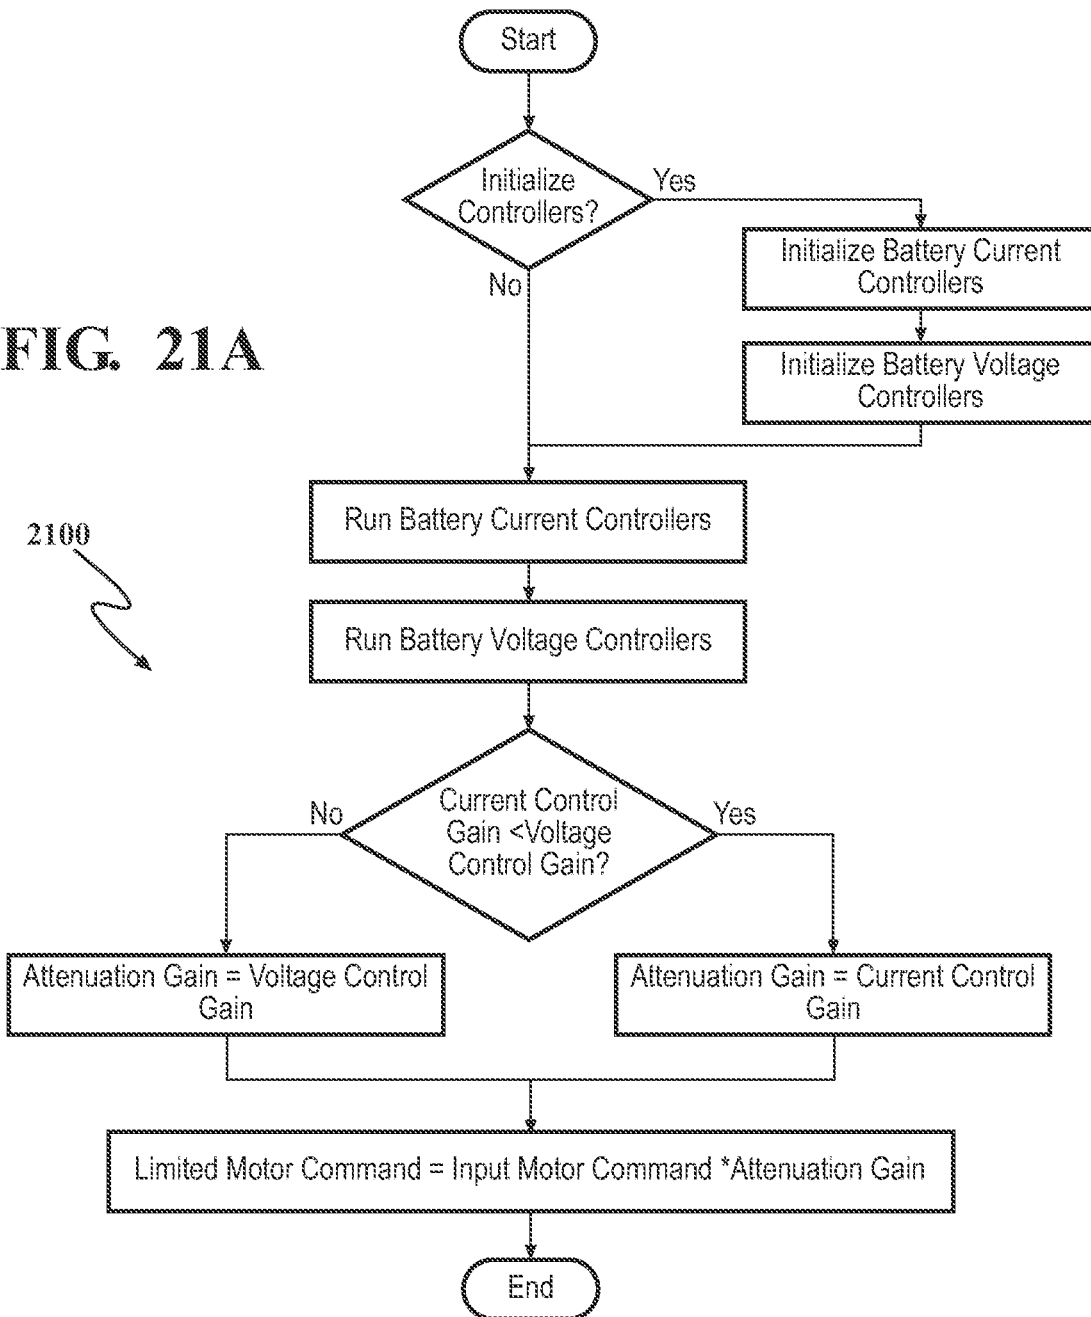 Start
Initialize
Controllers?
Yes
No
Initialize Battery Current
Controllers
Initialize Battery Voltage
Controllers
FIG. 21A
Run Battery Current Controllers
2100
Run Battery Voltage Controllers
Current Control
Gain <Voltage
Control Gain?
No
Yes
Attenuation Gain = Voltage Control
Gain
Attenuation Gain = Current Control
Gain
Limited Motor Command = Input Motor Command *Attenuation Gain
End